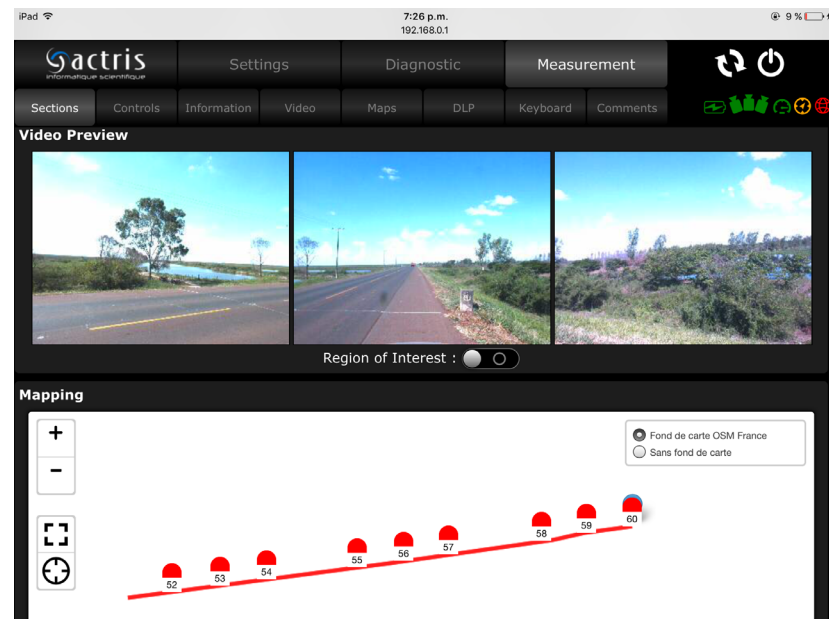 iPad
7:26 p.m.
9 %
192.168.0.1
actris
informatique scientifique
Settings
Diagnostic
Measurement
Sections
Controls
Information
Video
Maps
DLP
Keyboard
Comments
Video Preview
Region of Interest :
Mapping
+
−
Fond de carte OSM France
Sans fond de carte
52
53
54
55
56
57
58
59
60